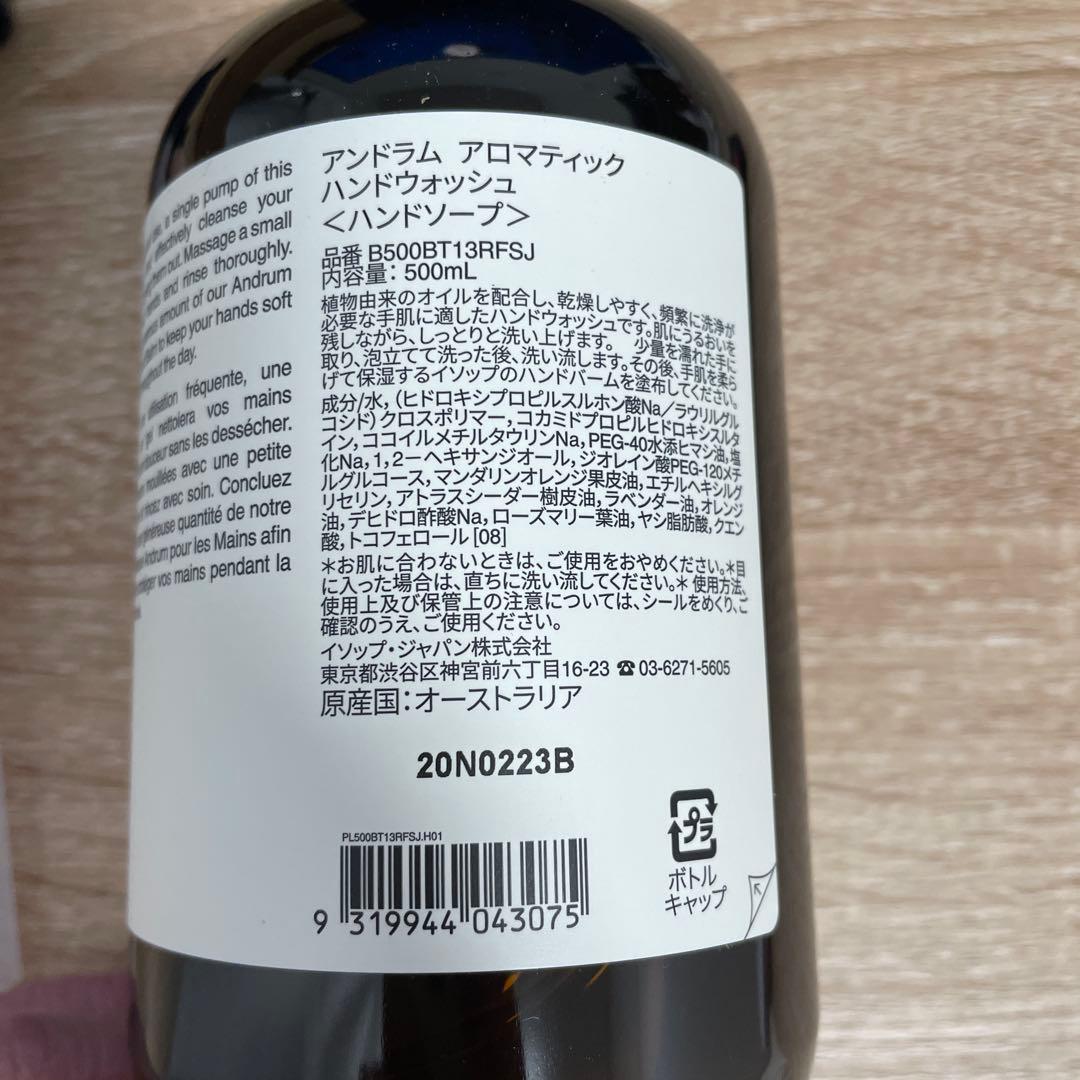 a single pump of this
effectively cleanse your
them out. Massage a small
and rinse thoroughly.
amount of our Andrum
to keep your hands soft
the day.
utilisation fréquente, une
gel nettoiera vos mains
douceur sans les dessécher.
mouillées avec une petite
rincez avec soin. Concluez
généreuse quantité de notre
Andrum pour les Mains afin
protéger vos mains pendant la
アンドラム アロマティック
ハンドウォッシュ
<ハンドソープ>
品番 B500BT13RFSJ
内容量：500mL
植物由来のオイルを配合し、乾燥しやすく、頻繁に洗浄が
必要な手肌に適したハンドウォッシュです。肌にうるおいを
残しながら、しっとりと洗い上げます。 少量を濡れた手に
取り、泡立てて洗った後、洗い流します。その後、手肌を柔ら
げて保湿するイソップのハンドバームを塗布してください。
成分/水，（ヒドロキシプロピルスルホン酸Na／ラウリルグル
コシド）クロスポリマー，コカミドプロピルヒドロキシスルタ
イン，ココイルメチルタウリンNa，PEG-40水添ヒマシ油，塩
化Na，1，2－ヘキサンジオール，ジオレイン酸PEG-120メチ
ルグルコース，マンダリンオレンジ果皮油，エチルヘキシルグ
リセリン，アトラスシーダー樹皮油，ラベンダー油，オレンジ
油，デヒドロ酢酸Na，ローズマリー葉油，ヤシ脂肪酸，クエン
酸，トコフェロール [08]
＊お肌に合わないときは、ご使用をおやめください。＊目
に入った場合は、直ちに洗い流してください。＊ 使用方法、
使用上及び保管上の注意については、シールをめくり、ご
確認のうえ、ご使用ください。
イソップ・ジャパン株式会社
東京都渋谷区神宮前六丁目16-23 ☎03-6271-5605
原産国：オーストラリア
20N0223B
PL500BT13RFSJ.H01
9 319944 043075
プラ
ボトル
キャップ